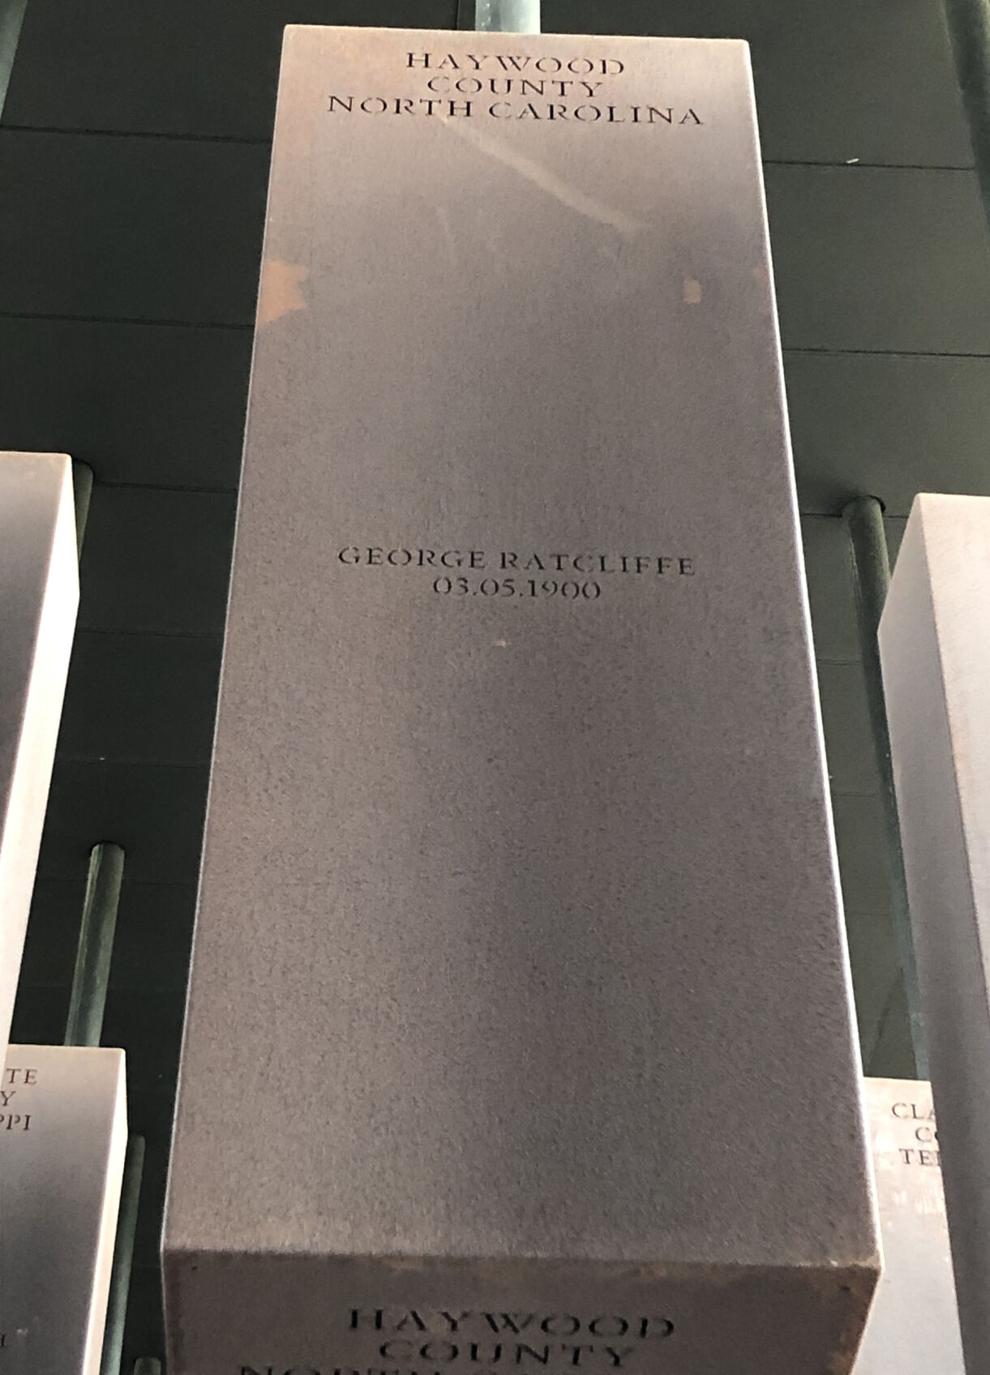 HAYWOOD
COUNTY
NORTH CAROLINA
GEORGE RATCLIFFE
03.05.1900
HAYWOOD
COUNTY